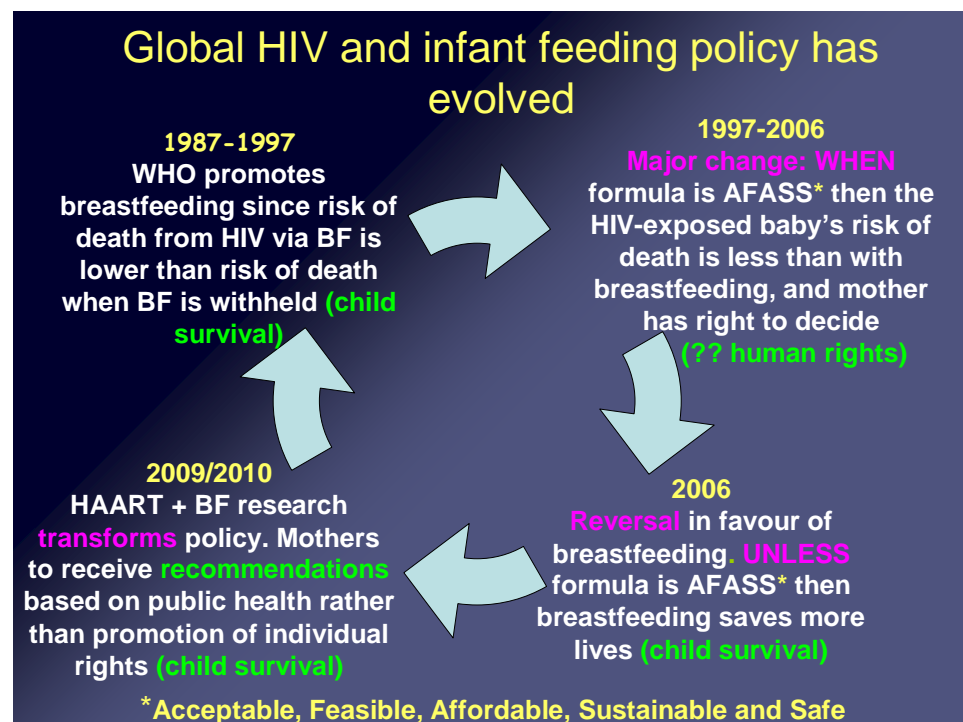 Global HIV and infant feeding policy has
evolved
1987-1997
WHO promotes
breastfeeding since risk of
death from HIV via BF is
lower than risk of death
when BF is withheld (child
survival)
1997-2006
Major change: WHEN
formula is AFASS* then the
HIV-exposed baby's risk of
death is less than with
breastfeeding, and mother
has right to decide
(?? human rights)
2006
Reversal in favour of
breastfeeding. UNLESS
formula is AFASS* then
breastfeeding saves more
lives (child survival)
2009/2010
HAART + BF research
transforms policy. Mothers
to receive recommendations
based on public health rather
than promotion of individual
rights (child survival)
*Acceptable, Feasible, Affordable, Sustainable and Safe